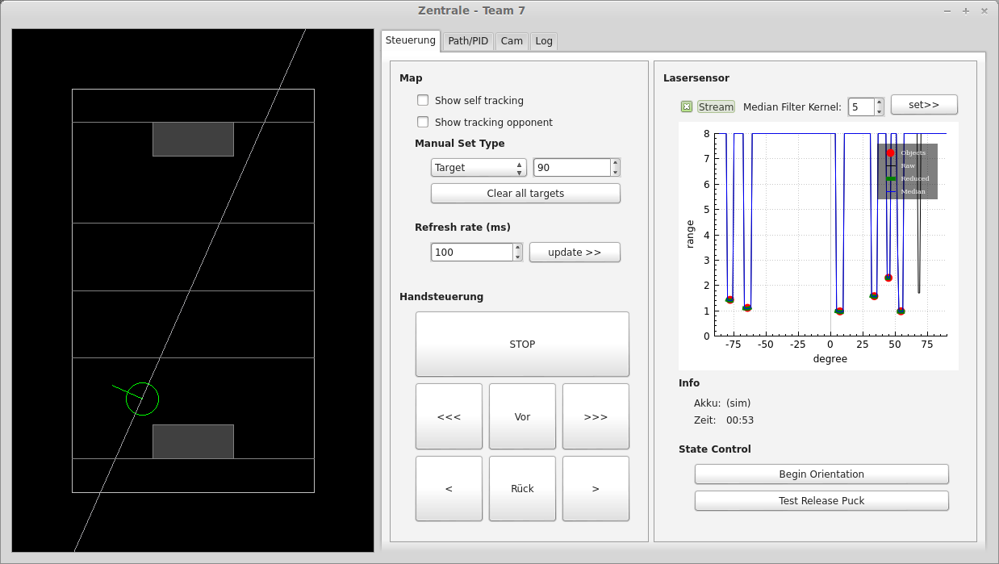 Zentrale - Team 7
Steuerung Path/PID Cam Log
Map
Show self tracking
Show tracking opponent
Manual Set Type
Target 90
Clear all targets
Refresh rate (ms)
100 update >>
Handsteuerung
STOP
<<< Vor >>>
< Rück >
Lasersensor
Stream Median Filter Kernel: 5 set>>
8
7
6
5
4
3
2
1
0
range
-75 -50 -25 0 25 50 75
degree
Objects
Raw
Reduced
Median
Info
Akku: (sim)
Zeit: 00:53
State Control
Begin Orientation
Test Release Puck